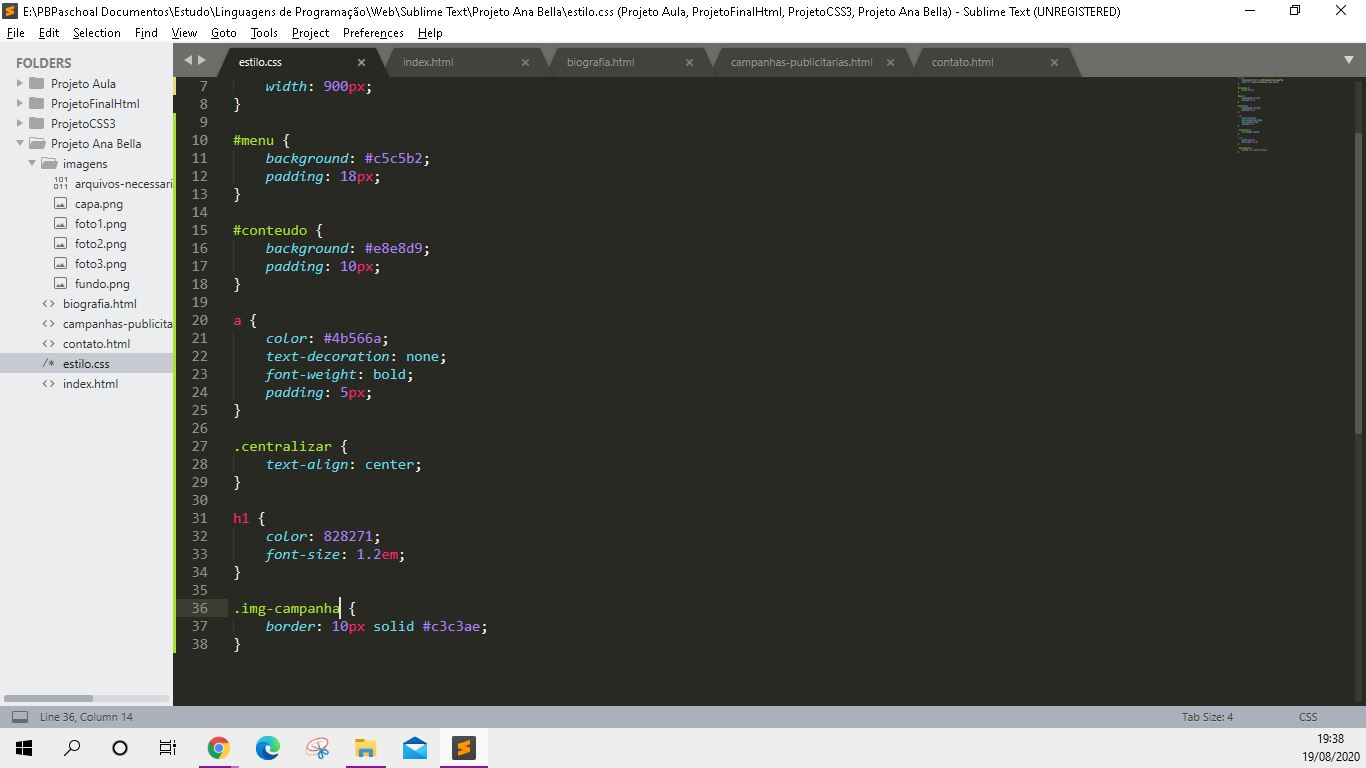 E:\PBPaschoal Documentos\Estudo\Linguagens de Programação\Web\Sublime Text\Projeto Ana Bella\estilo.css (Projeto Aula, ProjetoFinalHtml, ProjetoCSS3, Projeto Ana Bella) - Sublime Text (UNREGISTERED)
File Edit Selection Find View Goto Tools Project Preferences Help
FOLDERS
Projeto Aula
ProjetoFinalHtml
ProjetoCSS3
Projeto Ana Bella
imagens
arquivos-necessari
capa.png
foto1.png
foto2.png
foto3.png
fundo.png
biografia.html
campanhas-publicita
contato.html
estilo.css
index.html
estilo.css index.html biografia.html campanhas-publicitarias.html contato.html
7 width: 900px;
8 }
9
10 #menu {
11 background: #c5c5b2;
12 padding: 18px;
13 }
14
15 #conteudo {
16 background: #e8e8d9;
17 padding: 10px;
18 }
19
20 a {
21 color: #4b566a;
22 text-decoration: none;
23 font-weight: bold;
24 padding: 5px;
25 }
26
27 .centralizar {
28 text-align: center;
29 }
30
31 h1 {
32 color: 828271;
33 font-size: 1.2em;
34 }
35
36 .img-campanha {
37 border: 10px solid #c3c3ae;
38 }
Line 36, Column 14
Tab Size: 4
CSS
19:38
19/08/2020